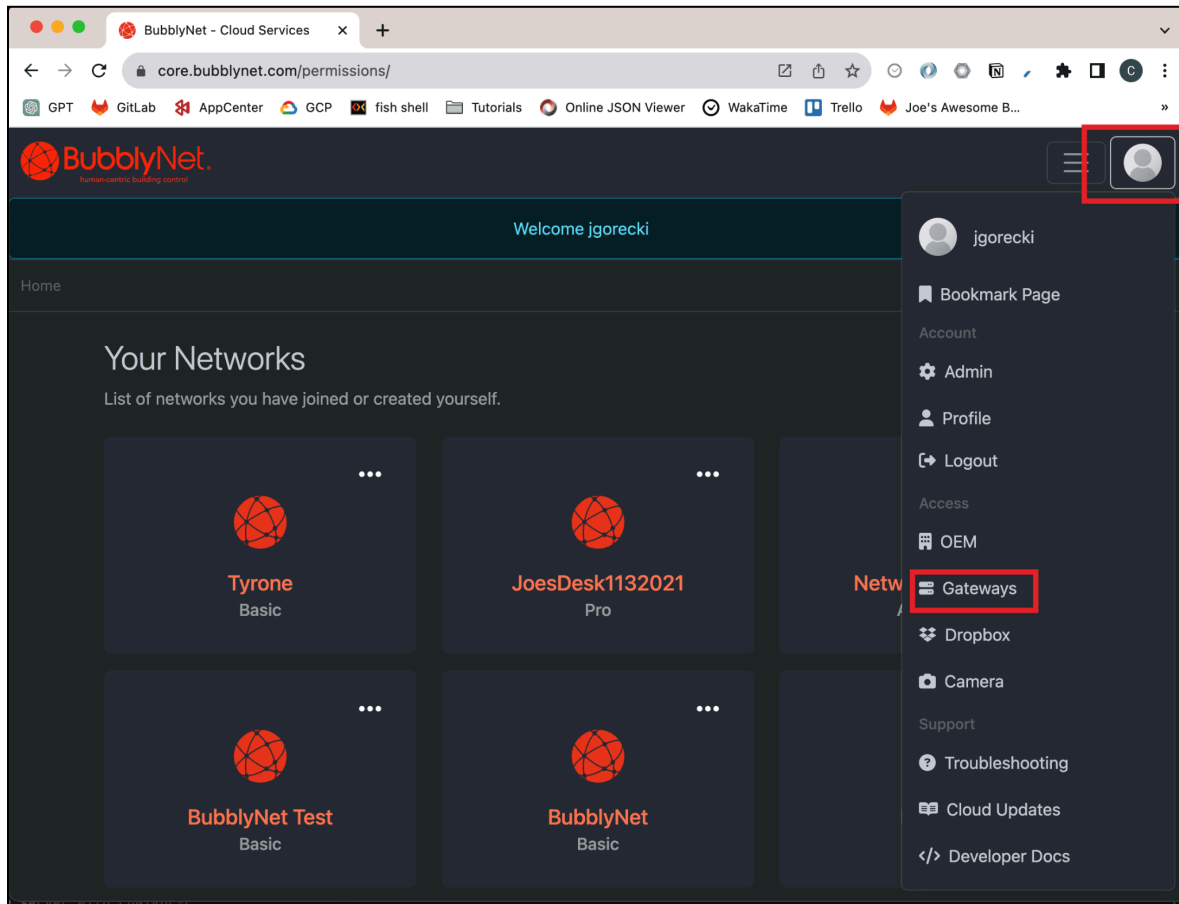 BubblyNet - Cloud Services
core.bubblynet.com/permissions/
C
GPT GitLab AppCenter GCP fish shell Tutorials Online JSON Viewer WakaTime Trello Joe's Awesome B... »
BubblyNet.
human-centric building control
Welcome jgorecki
Home
Your Networks
List of networks you have joined or created yourself.
Tyrone
Basic
JoesDesk1132021
Pro
Netw
BubblyNet Test
Basic
BubblyNet
Basic
jgorecki
Bookmark Page
Account
Admin
Profile
Logout
Access
OEM
Gateways
Dropbox
Camera
Support
Troubleshooting
Cloud Updates
Developer Docs